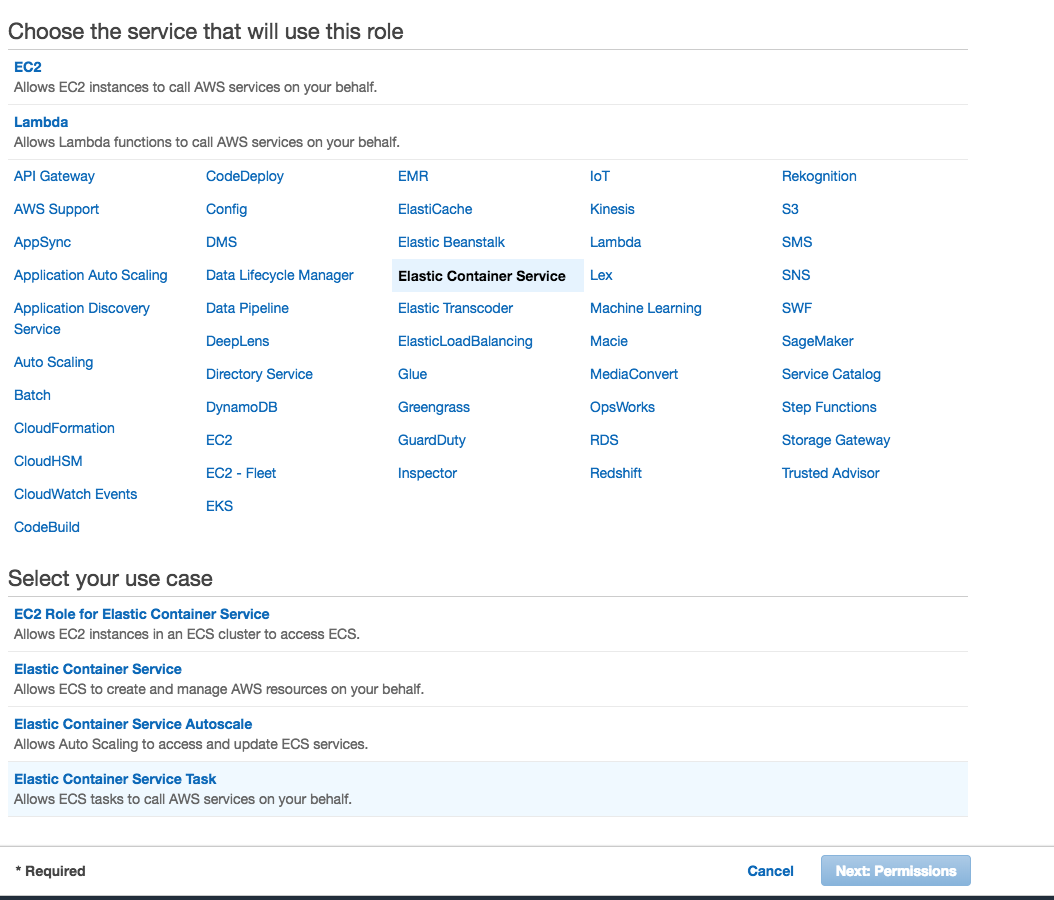 Choose the service that will use this role
EC2
Allows EC2 instances to call AWS services on your behalf.
Lambda
Allows Lambda functions to call AWS services on your behalf.
API Gateway
AWS Support
AppSync
Application Auto Scaling
Application Discovery
Service
Auto Scaling
Batch
CloudFormation
CloudHSM
CloudWatch Events
CodeBuild
CodeDeploy
Config
DMS
Data Lifecycle Manager
Data Pipeline
DeepLens
Directory Service
DynamoDB
EC2
EC2 - Fleet
EKS
EMR
ElastiCache
Elastic Beanstalk
Elastic Container Service
Elastic Transcoder
ElasticLoadBalancing
Glue
Greengrass
GuardDuty
Inspector
IoT
Kinesis
Lambda
Lex
Machine Learning
Macie
MediaConvert
OpsWorks
RDS
Redshift
Rekognition
S3
SMS
SNS
SWF
SageMaker
Service Catalog
Step Functions
Storage Gateway
Trusted Advisor
Select your use case
EC2 Role for Elastic Container Service
Allows EC2 instances in an ECS cluster to access ECS.
Elastic Container Service
Allows ECS to create and manage AWS resources on your behalf.
Elastic Container Service Autoscale
Allows Auto Scaling to access and update ECS services.
Elastic Container Service Task
Allows ECS tasks to call AWS services on your behalf.
* Required
Cancel
Next: Permissions